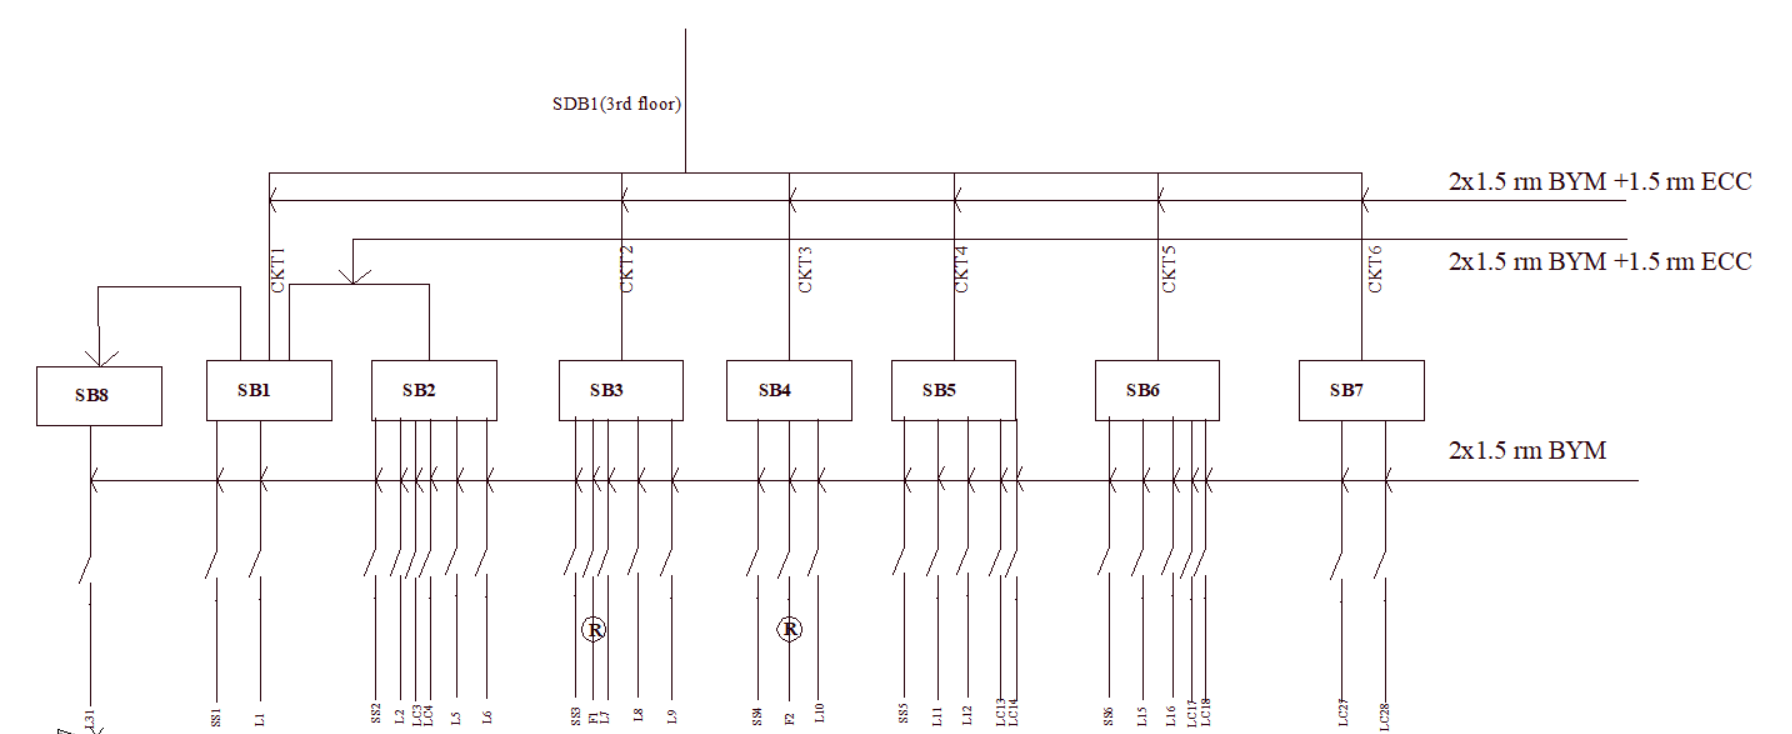 SDB1(3rd floor)
2x1.5 rm BYM +1.5 rm ECC
CKT1
CKT2
CKT3
CKT4
CKT5
CKT6
2x1.5 rm BYM +1.5 rm ECC
SB8
SB1
SB2
SB3
SB4
SB5
SB6
SB7
2x1.5 rm BYM
R
R
L31
SS1
L1
SS2
L2
LC3
LC4
L5
L6
SS3
F1
L7
L8
L9
SS4
F2
L10
SS5
L11
L12
LC13
LC14
SS6
L15
L16
LC17
LC18
LC27
LC28